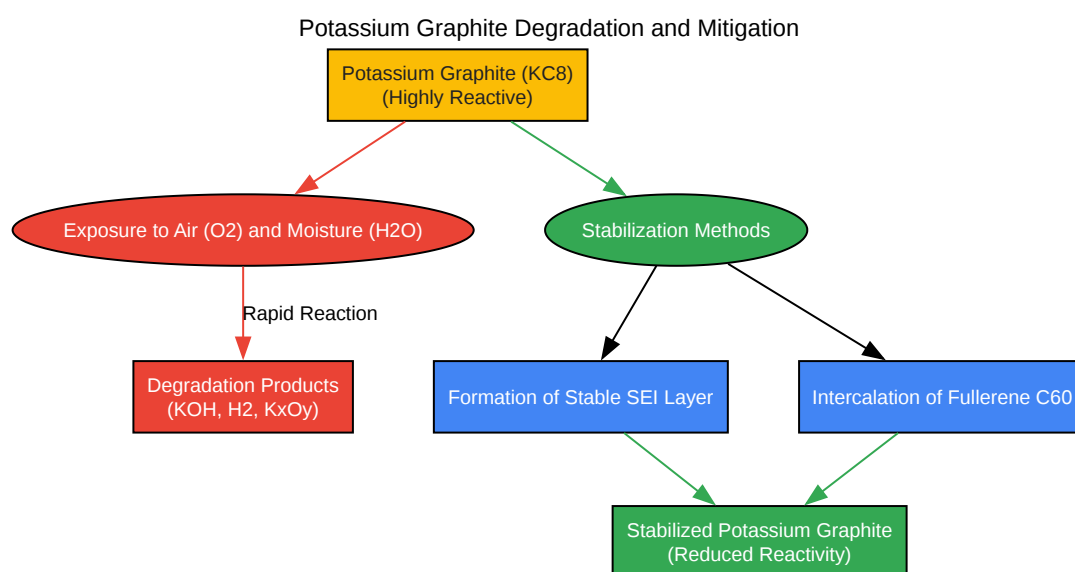 Potassium Graphite Degradation and Mitigation
Potassium Graphite (KC8)
(Highly Reactive)
Exposure to Air (O2) and Moisture (H2O)
Stabilization Methods
Rapid Reaction
Degradation Products
(KOH, H2, KxOy)
Formation of Stable SEI Layer
Intercalation of Fullerene C60
Stabilized Potassium Graphite
(Reduced Reactivity)